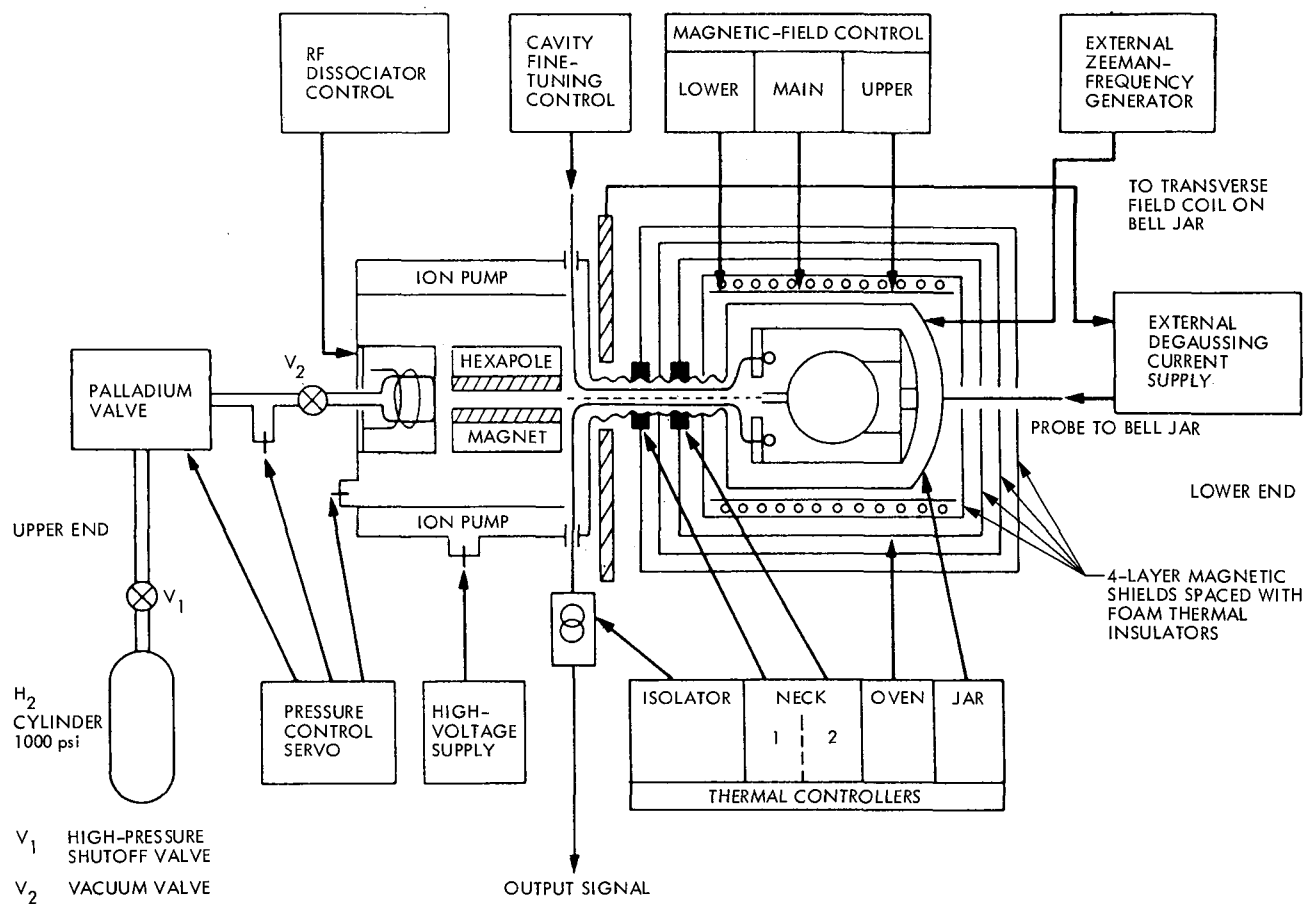 RF
DISSOCIATOR
CONTROL
CAVITY
FINE-
TUNING
CONTROL
MAGNETIC-FIELD CONTROL
LOWER
MAIN
UPPER
EXTERNAL
ZEEMAN-
FREQUENCY
GENERATOR
TO TRANSVERSE
FIELD COIL ON
BELL JAR
ION PUMP
HEXAPOLE
MAGNET
ION PUMP
PALLADIUM
VALVE
V2
EXTERNAL
DEGAUSSING
CURRENT
SUPPLY
PROBE TO BELL JAR
UPPER END
LOWER END
V1
4-LAYER MAGNETIC
SHIELDS SPACED WITH
FOAM THERMAL
INSULATORS
H2
CYLINDER
1000 psi
PRESSURE
CONTROL
SERVO
HIGH-
VOLTAGE
SUPPLY
ISOLATOR
NECK
1
2
OVEN
JAR
THERMAL CONTROLLERS
V1 HIGH-PRESSURE
SHUTOFF VALVE
V2 VACUUM VALVE
OUTPUT SIGNAL